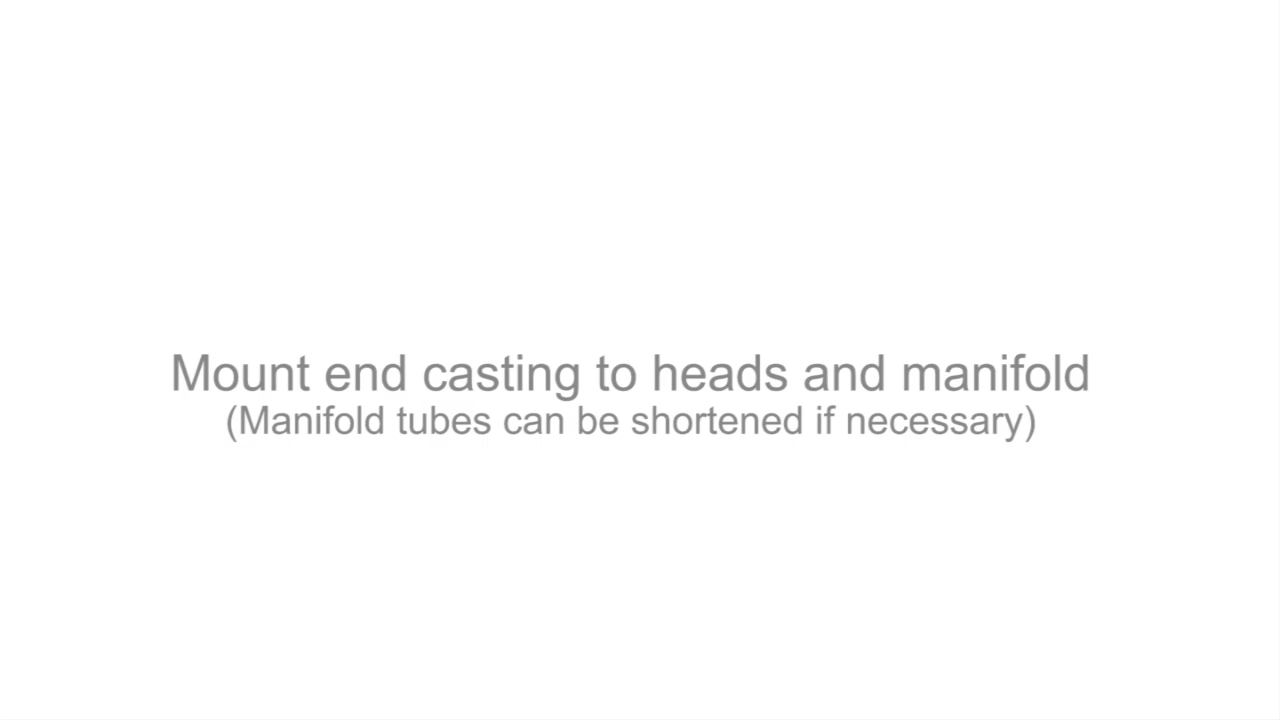 Mount end casting to heads and manifold
(Manifold tubes can be shortened if necessary)